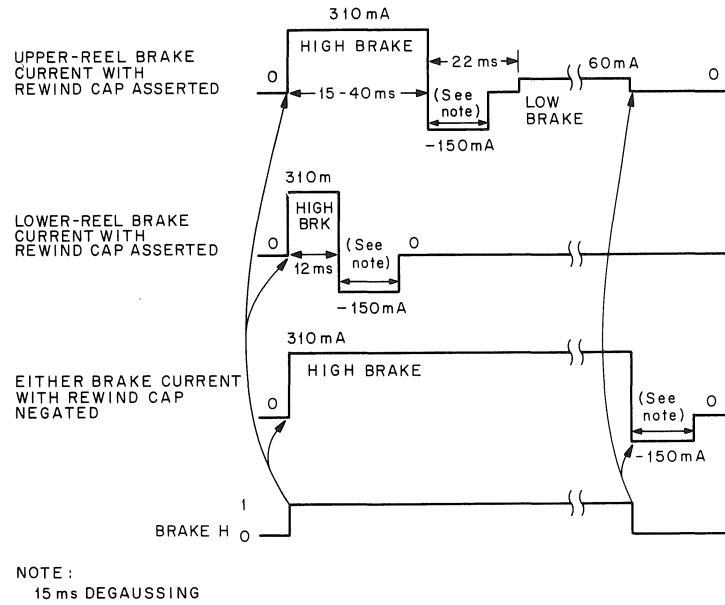 310mA
UPPER-REEL BRAKE
CURRENT WITH
REWIND CAP ASSERTED
0
HIGH BRAKE
15-40ms
22ms
60mA
0
(See
note)
LOW
BRAKE
-150mA
310m
LOWER-REEL BRAKE
CURRENT WITH
REWIND CAP ASSERTED
0
HIGH
BRK
12ms
(See
note)
0
-150mA
310mA
EITHER BRAKE CURRENT
WITH REWIND CAP
NEGATED
0
HIGH BRAKE
(See
note)
0
-150mA
1
BRAKE H 0
NOTE:
15 ms DEGAUSSING